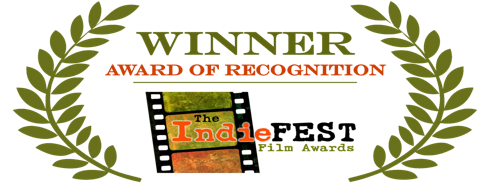 WINNER
AWARD OF RECOGNITION
The
IndieFEST
Film Awards